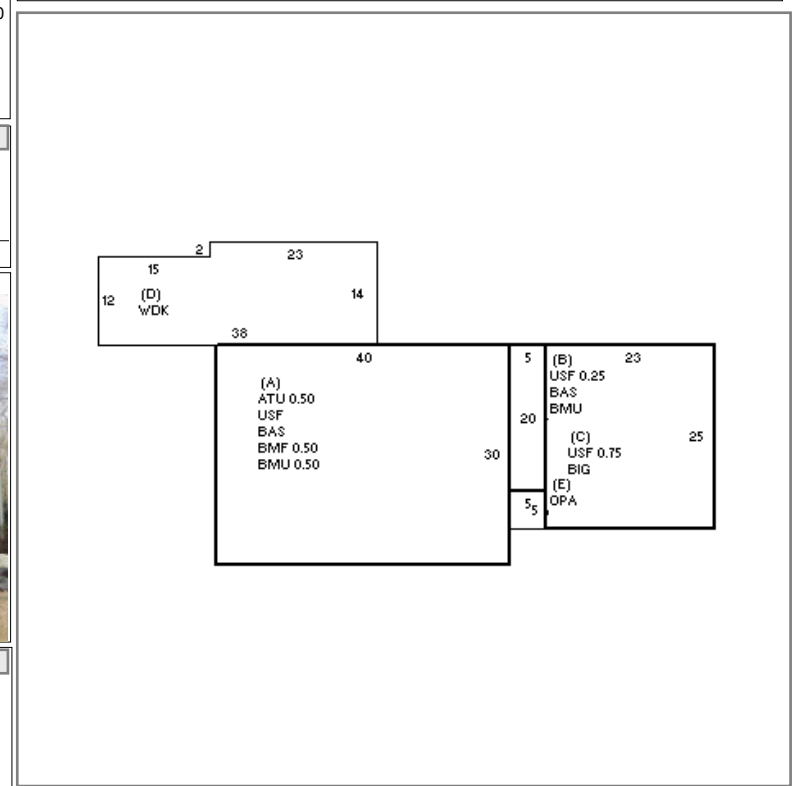 0
2
23
15
12
(D)
WDK
14
38
40
5
(B)
23
USF 0.25
BAS
BMU
(A)
ATU 0.50
USF
BAS
BMF 0.50
BMU 0.50
20
30
(C)
USF 0.75
BIG
25
(E)
OPA
5
5